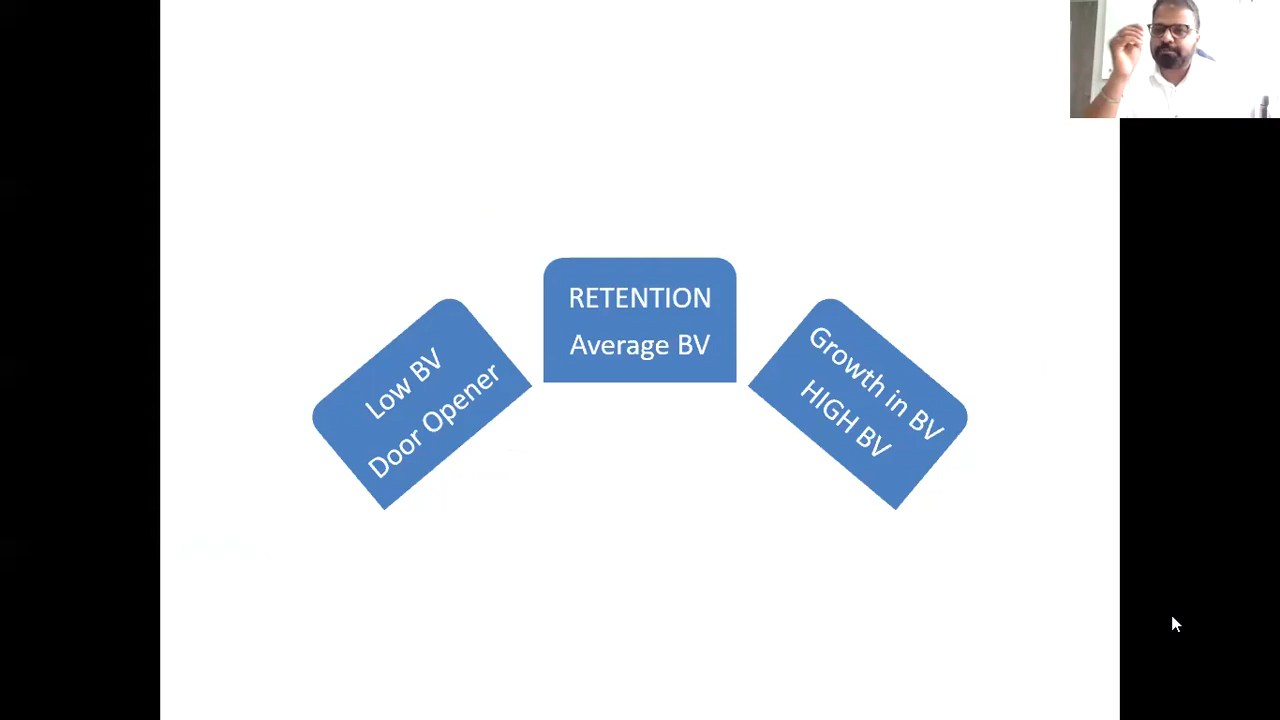 Low BV
Door Opener
RETENTION
Average BV
Growth in BV
HIGH BV